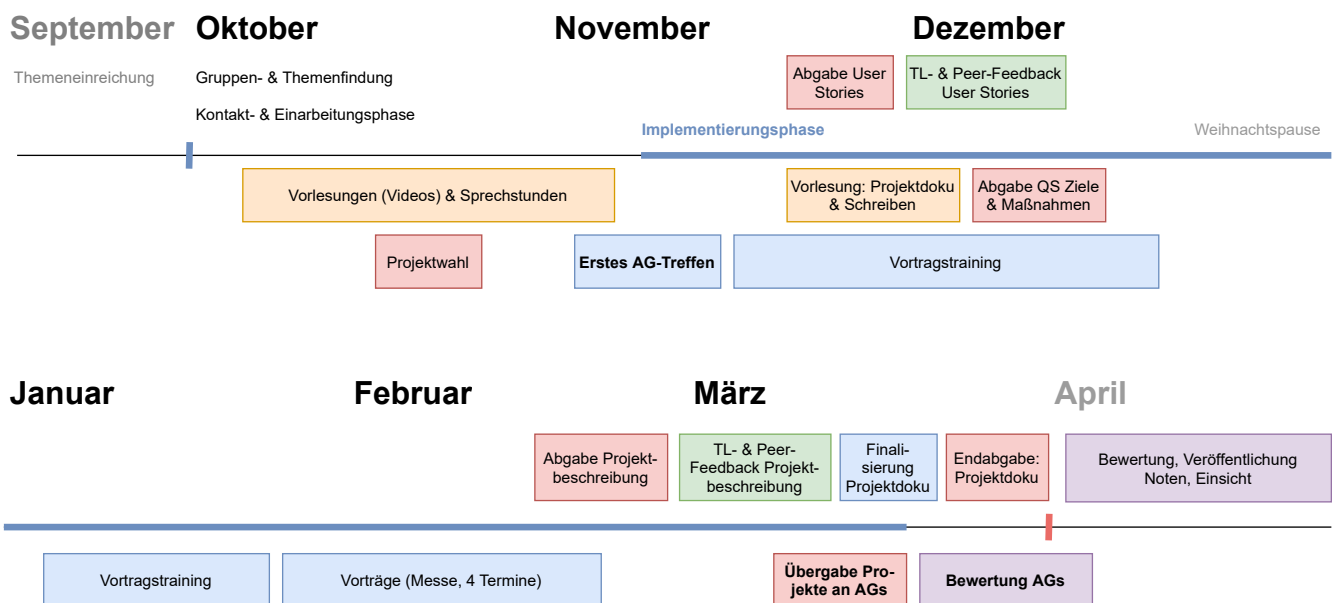 September Oktober November Dezember
Themeneinreichung
Gruppen- & Themenfindung
Kontakt- & Einarbeitungsphase
Abgabe User
Stories
TL- & Peer-Feedback
User Stories
Implementierungsphase
Weihnachtspause
Vorlesungen (Videos) & Sprechstunden
Vorlesung: Projektdoku
& Schreiben
Abgabe QS Ziele
& Maßnahmen
Projektwahl
Erstes AG-Treffen
Vortragstraining
Januar Februar März April
Abgabe Projekt-
beschreibung
TL- & Peer-
Feedback Projekt-
beschreibung
Finali-
sierung
Projektdoku
Endabgabe:
Projektdoku
Bewertung, Veröffentlichung
Noten, Einsicht
Vortragstraining
Vorträge (Messe, 4 Termine)
Übergabe Pro-
jekte an AGs
Bewertung AGs